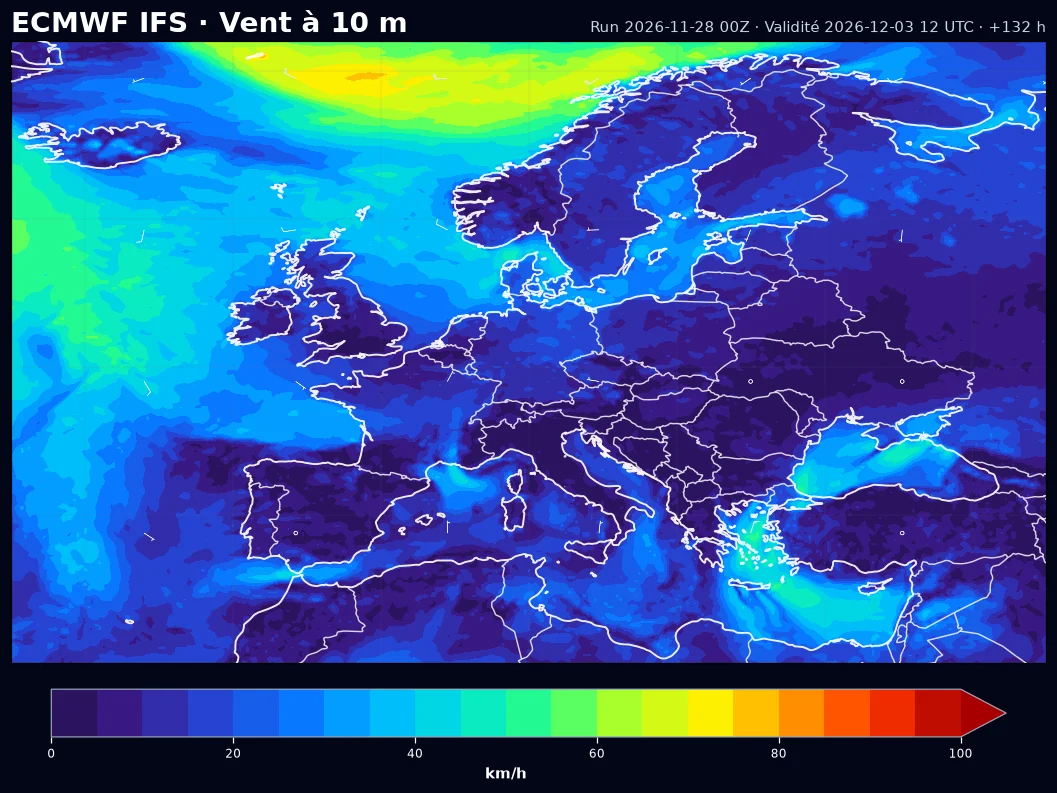 ECMWF IFS · Vent à 10 m
Run 2026-11-28 00Z · Validité 2026-12-03 12 UTC · +132 h
0 20 40 60 80 100
km/h